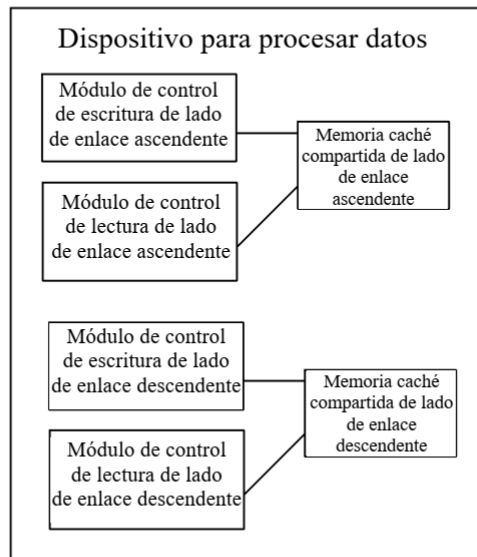 Dispositivo para procesar datos
Módulo de control
de escritura de lado
de enlace ascendente
Memoria caché
compartida de lado
de enlace
ascendente
Módulo de control
de lectura de lado
de enlace ascendente
Módulo de control
de escritura de lado
de enlace descendente
Memoria caché
compartida de lado
de enlace
descendente
Módulo de control
de lectura de lado
de enlace descendente